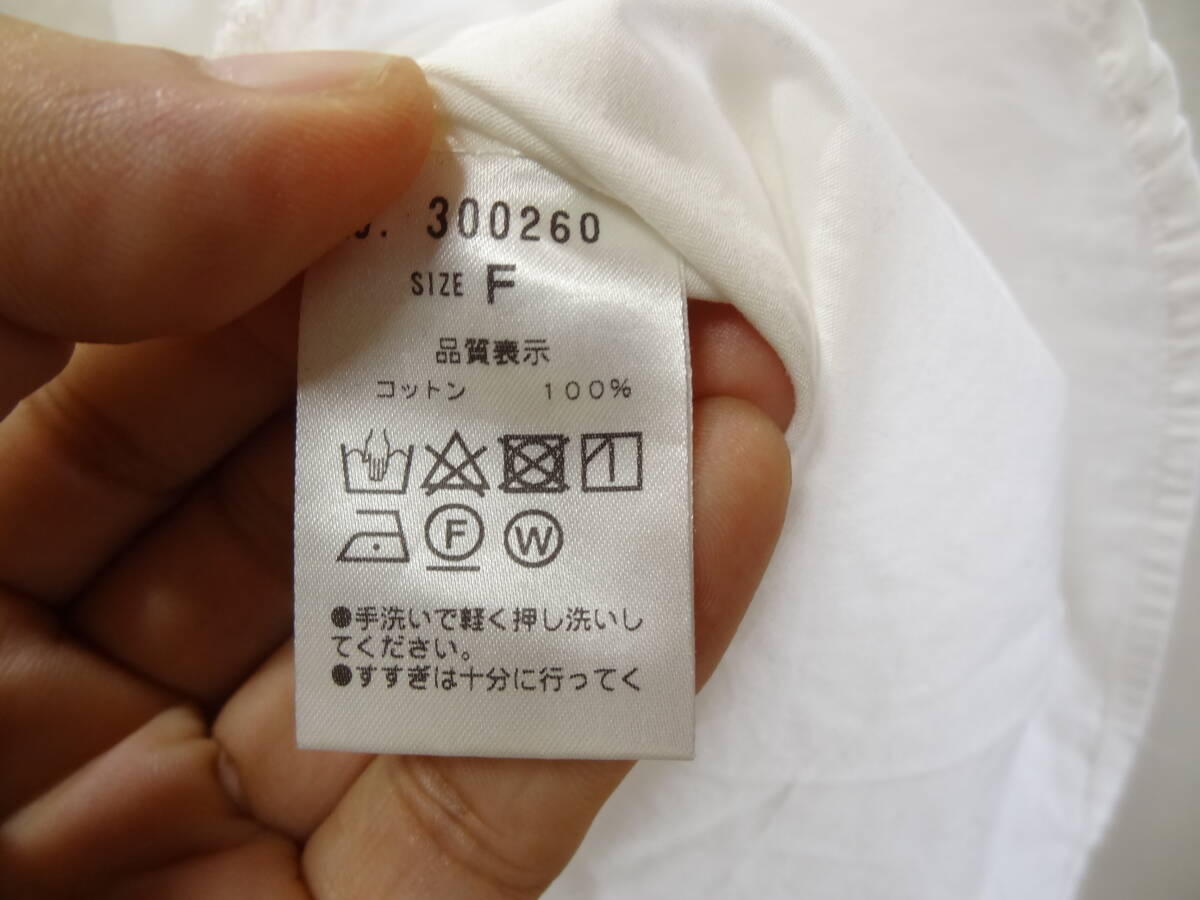 300260
SIZE F
品質表示
コットン 100%
F W
●手洗いで軽く押し洗いし
てください。
●すすぎは十分に行ってく